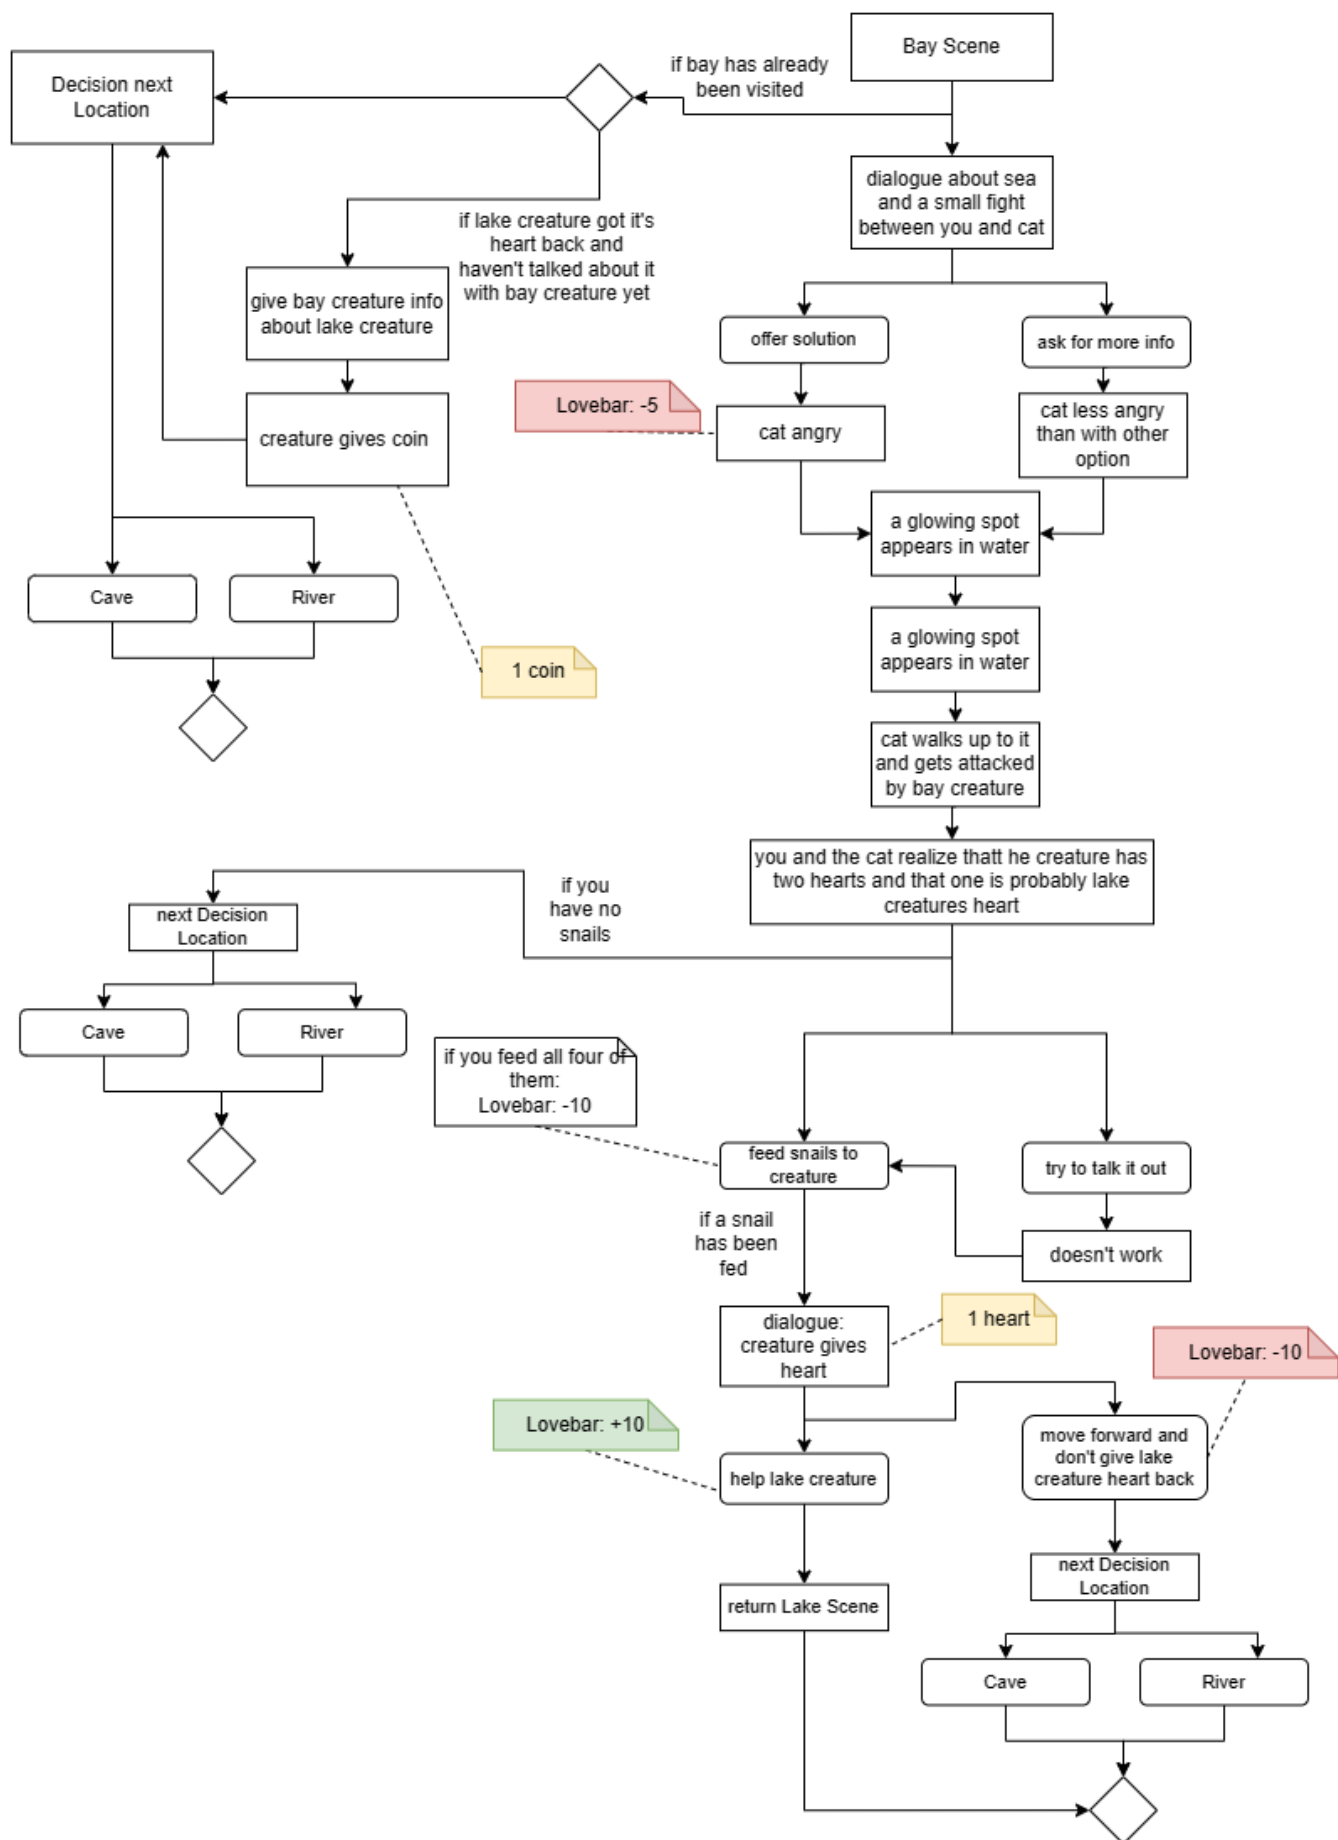 Bay Scene
if bay has already
been visited
Decision next
Location
dialogue about sea
and a small fight
between you and cat
if lake creature got it's
heart back and
haven't talked about it
with bay creature yet
give bay creature info
about lake creature
offer solution
ask for more info
Lovebar: -5
cat angry
cat less angry
than with other
option
creature gives coin
a glowing spot
appears in water
Cave
River
a glowing spot
appears in water
1 coin
cat walks up to it
and gets attacked
by bay creature
you and the cat realize thatt he creature has
two hearts and that one is probably lake
creatures heart
if you
have no
snails
next Decision
Location
Cave
River
if you feed all four of
them:
Lovebar: -10
feed snails to
creature
try to talk it out
if a snail
has been
fed
doesn't work
dialogue:
creature gives
heart
1 heart
Lovebar: -10
Lovebar: +10
move forward and
don't give lake
creature heart back
help lake creature
next Decision
Location
return Lake Scene
Cave
River